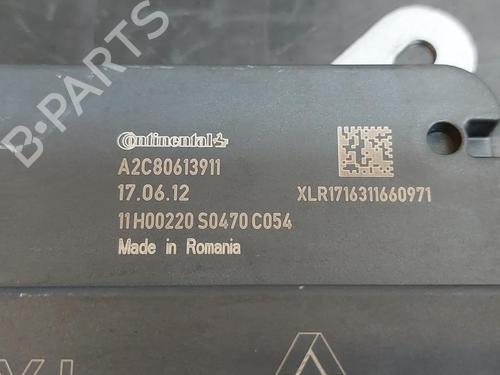 B-PARTS
Continental
A2C80613911
17.06.12
11H00220 S0470 C054
Made in Romania
XLR1716311660971